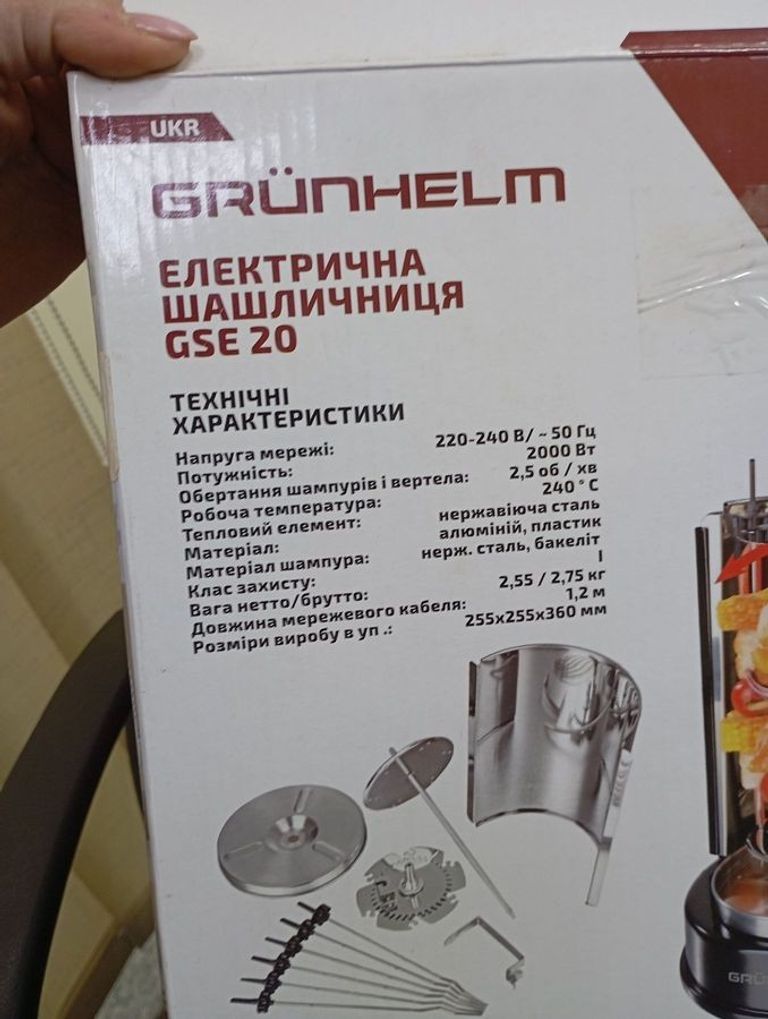 UKR
GRÜNHELM
ЕЛЕКТРИЧНА
ШАШЛИЧНИЦЯ
GSE 20
ТЕХНІЧНІ
ХАРАКТЕРИСТИКИ
Напруга мережі: 220-240 В/ ~ 50 Гц
Потужність: 2000 Вт
Обертання шампурів і вертела: 2,5 об / хв
Робоча температура: 240 ° С
Тепловий елемент: нержавіюча сталь
Матеріал: алюміній, пластик
Матеріал шампура: нерж. сталь, бакеліт
Клас захисту: I
Вага нетто/брутто: 2,55 / 2,75 кг
Довжина мережевого кабеля: 1,2 м
Розміри виробу в уп .: 255х255х360 мм
GRÜ